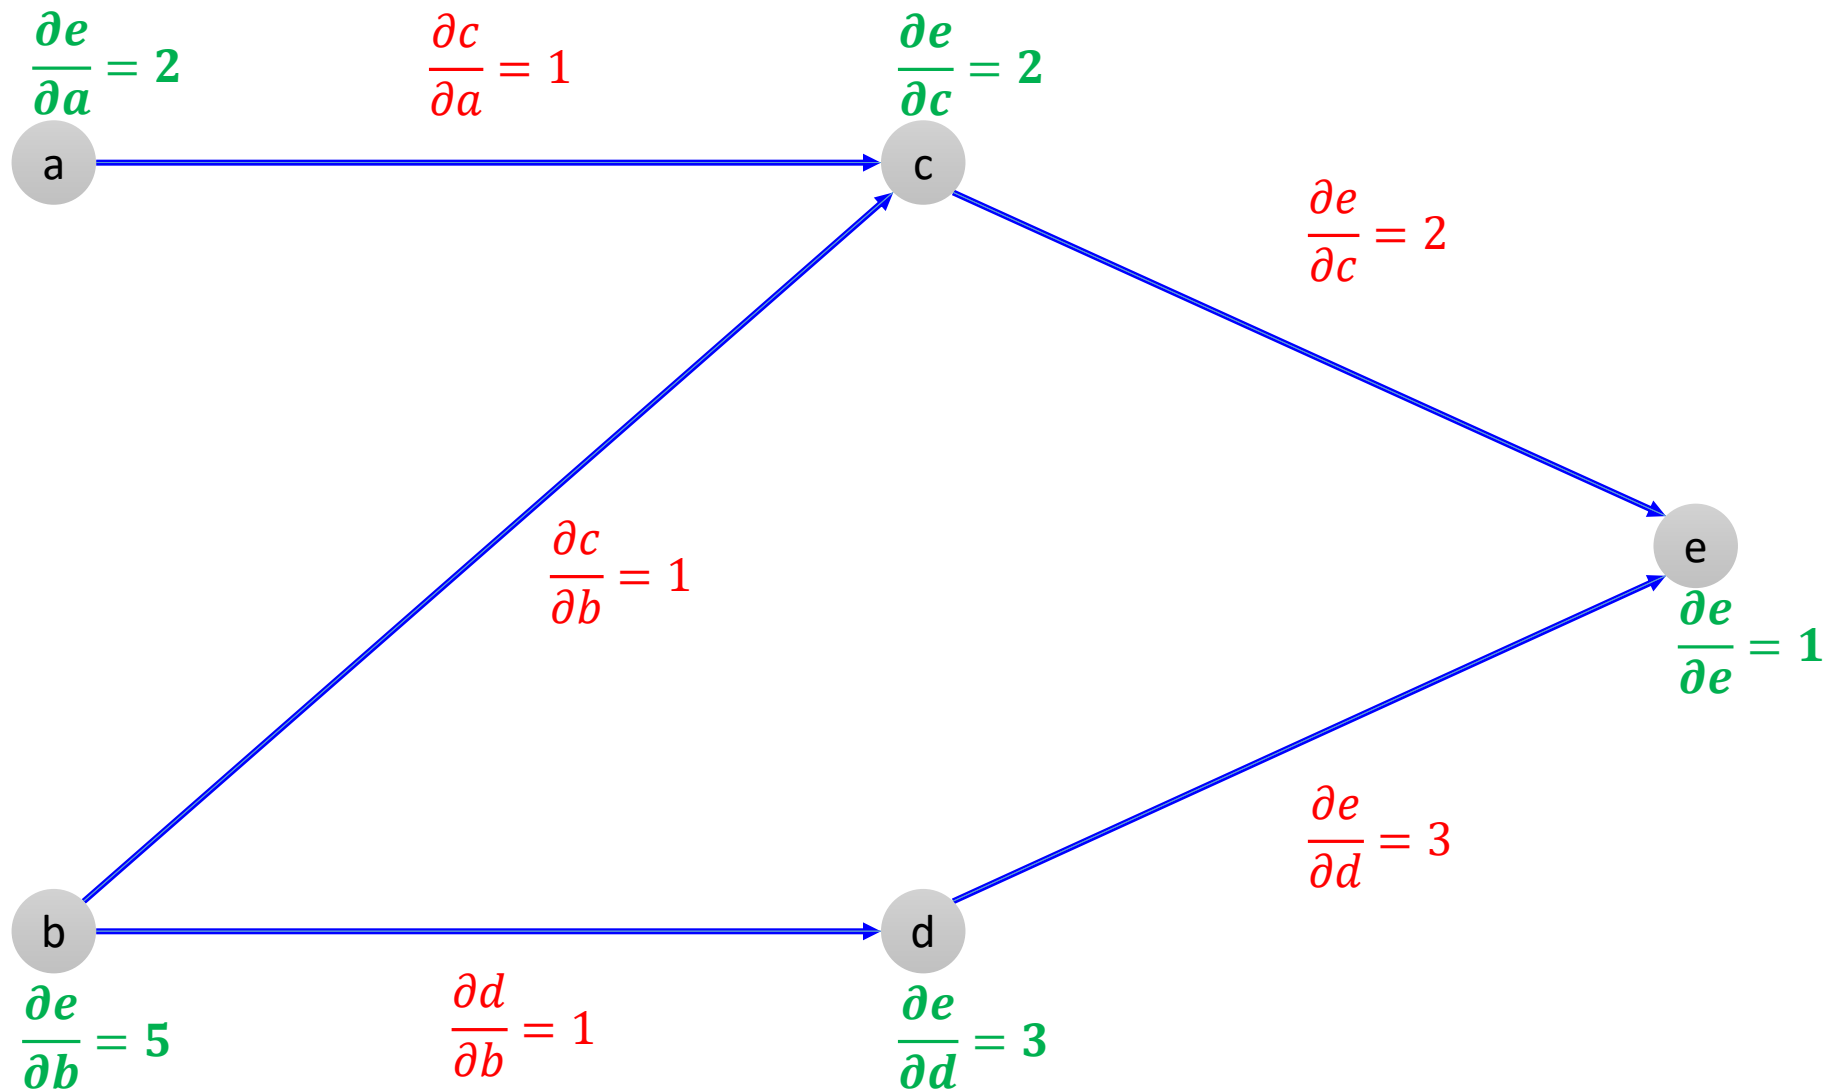 ∂e/∂a = 2
∂c/∂a = 1
∂e/∂c = 2
a
c
∂e/∂c = 2
∂c/∂b = 1
e
∂e/∂e = 1
∂e/∂d = 3
b
d
∂e/∂b = 5
∂d/∂b = 1
∂e/∂d = 3